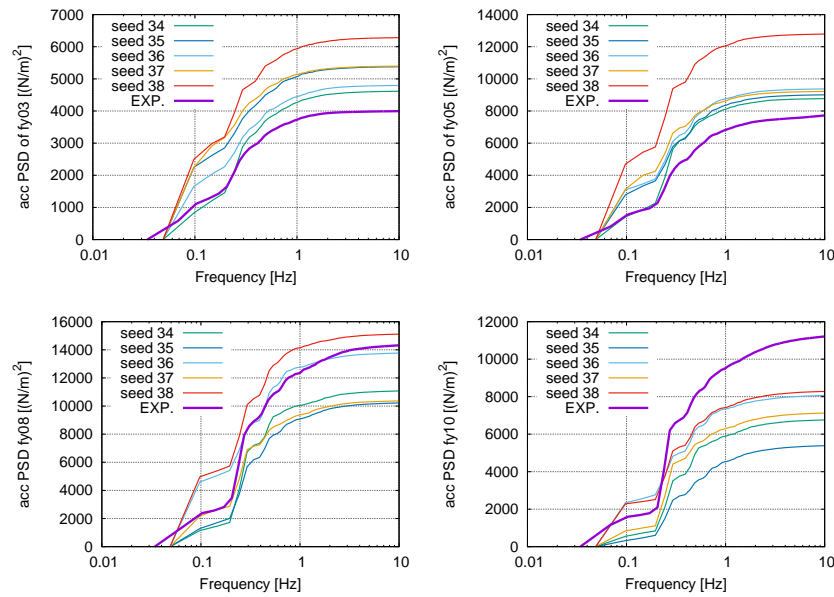 acc PSD of fy03 [(N/m)^2]
7000
6000
5000
4000
3000
2000
1000
0
seed 34
seed 35
seed 36
seed 37
seed 38
EXP.
0.01 0.1 1 10
Frequency [Hz]
acc PSD of fy05 [(N/m)^2]
14000
12000
10000
8000
6000
4000
2000
0
seed 34
seed 35
seed 36
seed 37
seed 38
EXP.
0.01 0.1 1 10
Frequency [Hz]
acc PSD fy08 [(N/m)^2]
16000
14000
12000
10000
8000
6000
4000
2000
0
seed 34
seed 35
seed 36
seed 37
seed 38
EXP.
0.01 0.1 1 10
Frequency [Hz]
acc PSD fy10 [(N/m)^2]
12000
10000
8000
6000
4000
2000
0
seed 34
seed 35
seed 36
seed 37
seed 38
EXP.
0.01 0.1 1 10
Frequency [Hz]